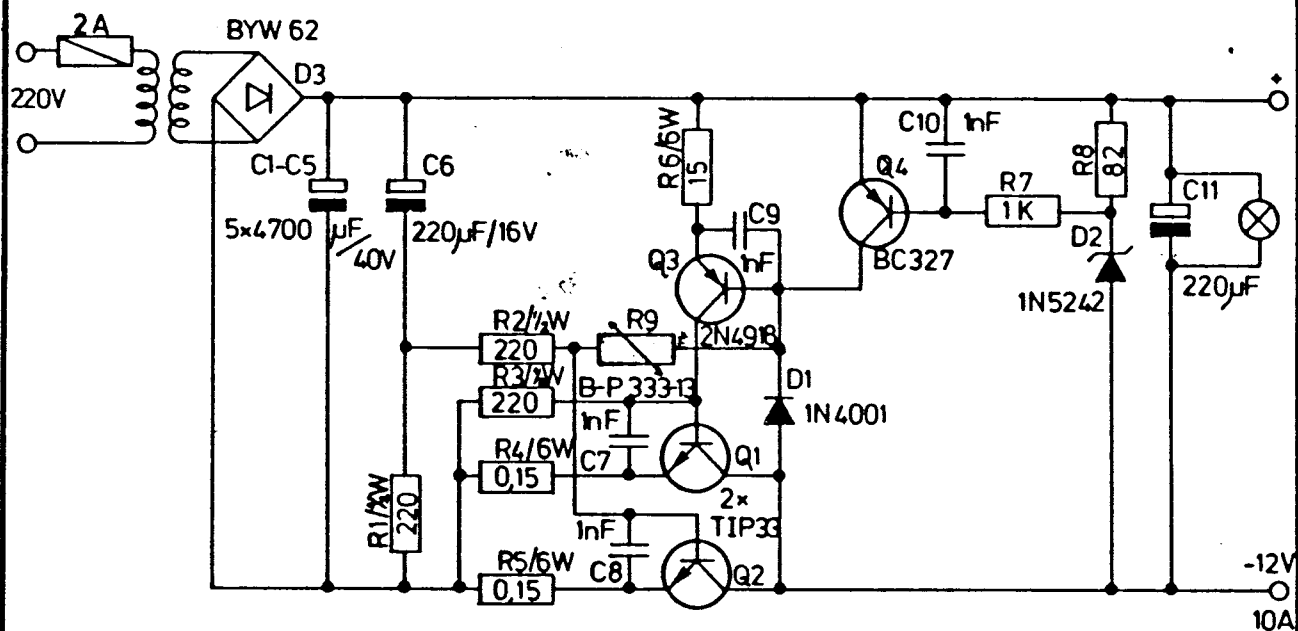 2A
BYW 62
D3
220V
C1-C5
5x4700 µF/40V
C6
220µF/16V
R6/6W
15
C9
1nF
Q3
2N4918
Q4
BC327
C10 1nF
R7
1K
R8
82
D2
1N5242
C11
220µF
+
R2/½W
220
R9
B-P 333-13
R3/½W
220
D1
1N4001
1nF
C7
R4/6W
0,15
Q1
2x
TIP33
R1/½W
220
1nF
C8
R5/6W
0,15
Q2
-12V
10A